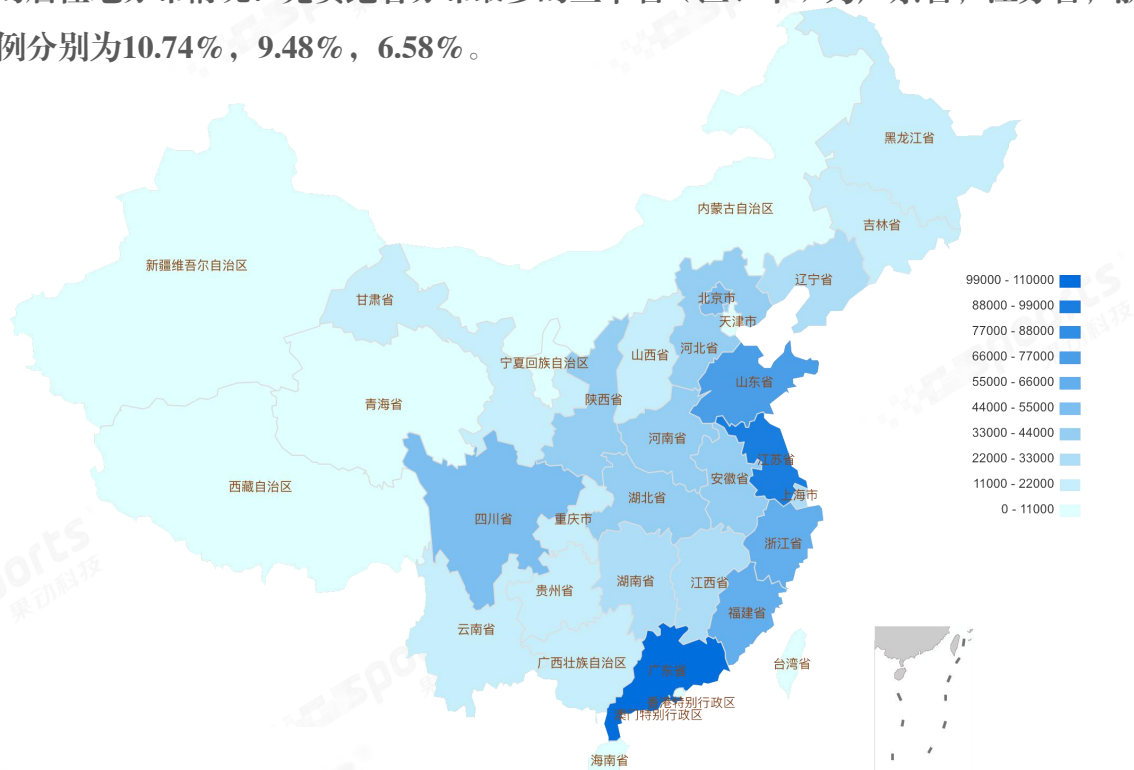 例分别为10.74%，9.48%，6.58%。
黑龙江省
内蒙古自治区
吉林省
新疆维吾尔自治区
辽宁省
甘肃省
北京市
天津市
宁夏回族自治区
山西省
河北省
山东省
青海省
陕西省
河南省
江苏省
安徽省
西藏自治区
上海市
湖北省
四川省
重庆市
浙江省
湖南省
江西省
贵州省
福建省
云南省
广西壮族自治区
台湾省
广东省
香港特别行政区
澳门特别行政区
海南省
99000 - 110000
88000 - 99000
77000 - 88000
66000 - 77000
55000 - 66000
44000 - 55000
33000 - 44000
22000 - 33000
11000 - 22000
0 - 11000
ports
果动科技